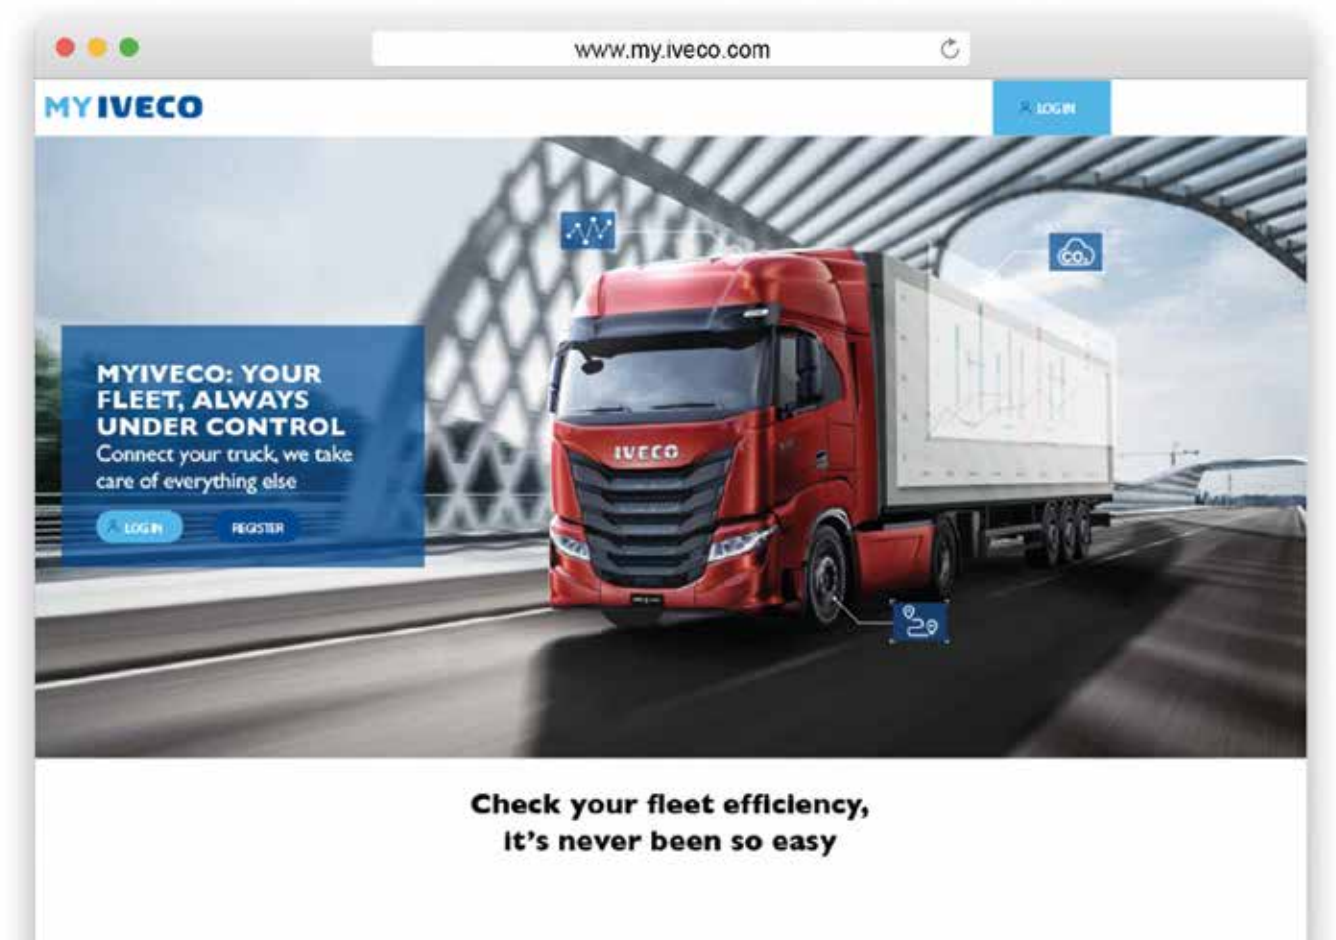 www.my.iveco.com
MYIVECO
LOG IN
CO₂
MYIVECO: YOUR
FLEET, ALWAYS
UNDER CONTROL
Connect your truck, we take
care of everything else
LOG IN
REGISTER
IVECO
Check your fleet efficiency,
it's never been so easy